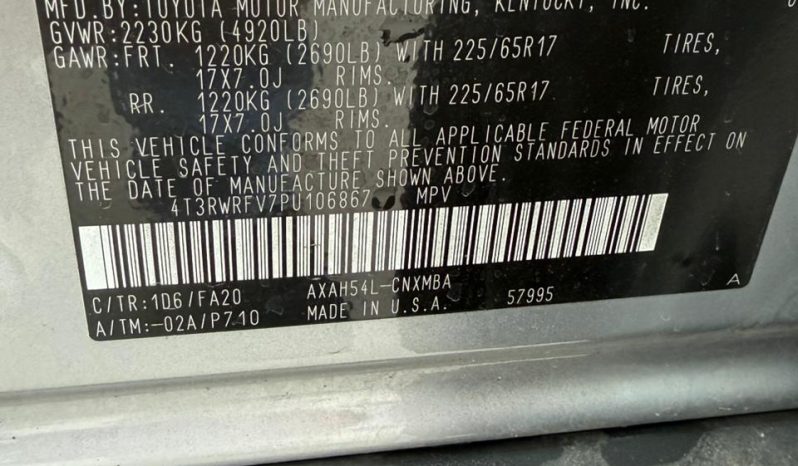 MFD.BY:TOYOTA MOTOR MANUFACTURING, KENTUCKY, INC.
GVWR:2230KG (4920LB)
GAWR:FRT. 1220KG (2690LB) WITH 225/65R17 TIRES,
17X7.0J RIMS.
RR. 1220KG (2690LB) WITH 225/65R17 TIRES,
17X7.0J RIMS.
THIS VEHICLE CONFORMS TO ALL APPLICABLE FEDERAL MOTOR
VEHICLE SAFETY AND THEFT PREVENTION STANDARDS IN EFFECT ON
THE DATE OF MANUFACTURE SHOWN ABOVE.
4T3RWRFV7PU106867 MPV
C/TR:1D6/FA20 AXAH54L-CNXMBA A
A/TM:-02A/P710 MADE IN U.S.A. 57995